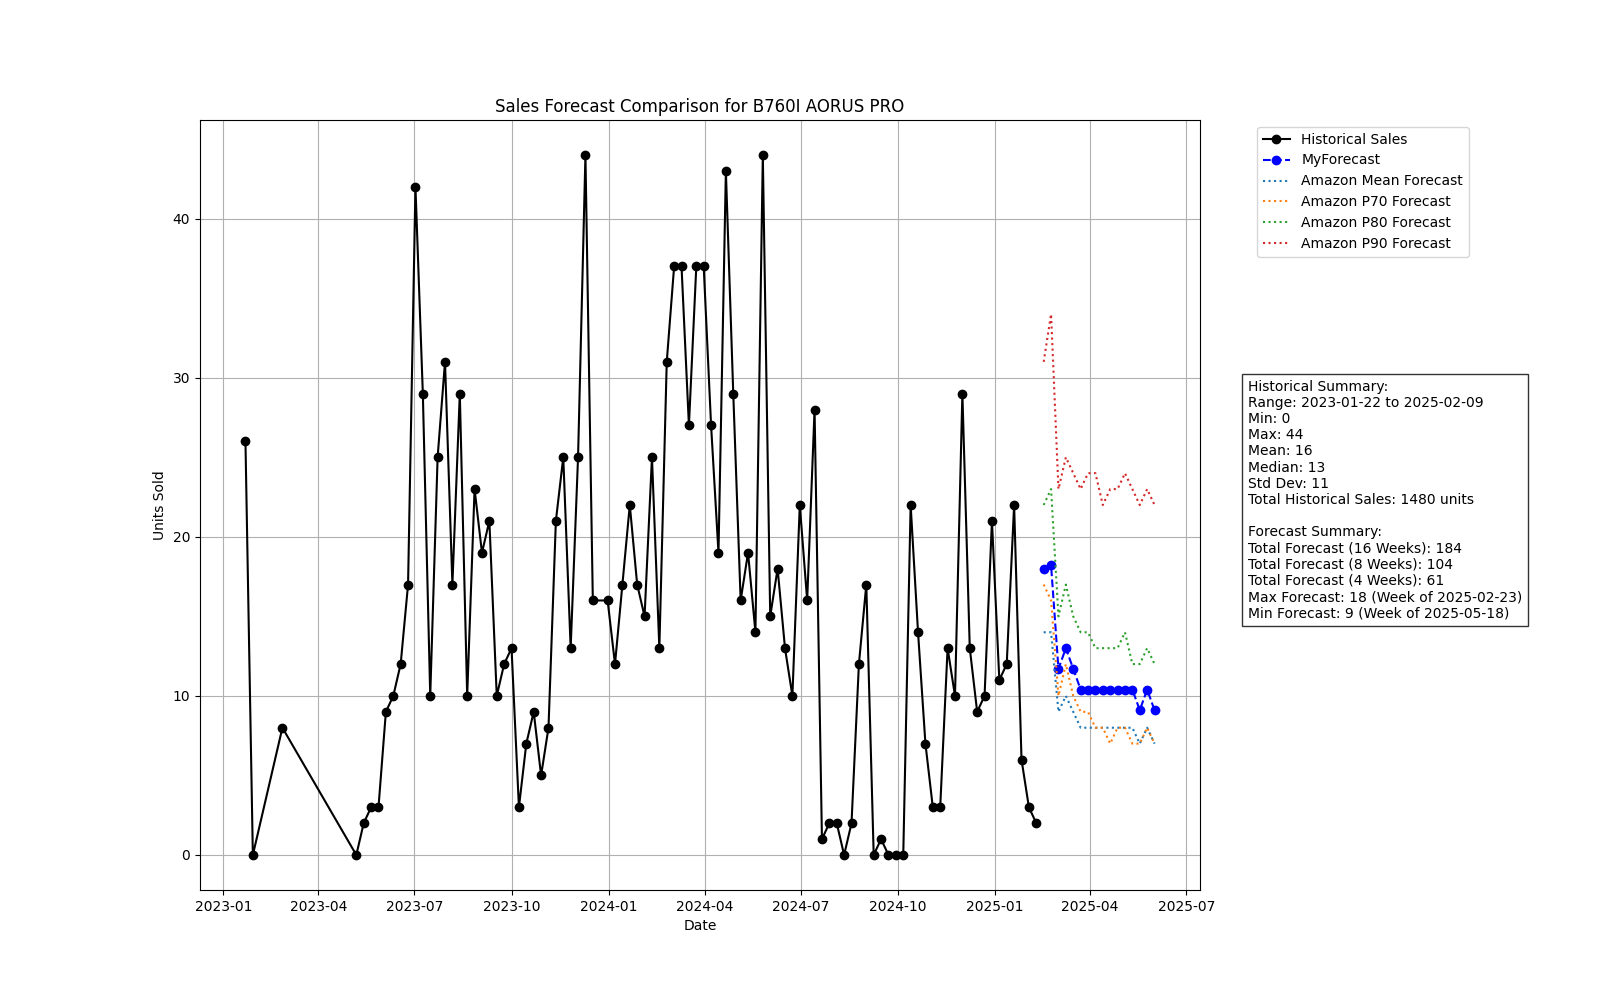 Sales Forecast Comparison for B760I AORUS PRO
Units Sold
40
30
20
10
0
2023-01
2023-04
2023-07
2023-10
2024-01
2024-04
2024-07
2024-10
2025-01
2025-04
2025-07
Date
Historical Sales
MyForecast
Amazon Mean Forecast
Amazon P70 Forecast
Amazon P80 Forecast
Amazon P90 Forecast
Historical Summary:
Range: 2023-01-22 to 2025-02-09
Min: 0
Max: 44
Mean: 16
Median: 13
Std Dev: 11
Total Historical Sales: 1480 units
Forecast Summary:
Total Forecast (16 Weeks): 184
Total Forecast (8 Weeks): 104
Total Forecast (4 Weeks): 61
Max Forecast: 18 (Week of 2025-02-23)
Min Forecast: 9 (Week of 2025-05-18)